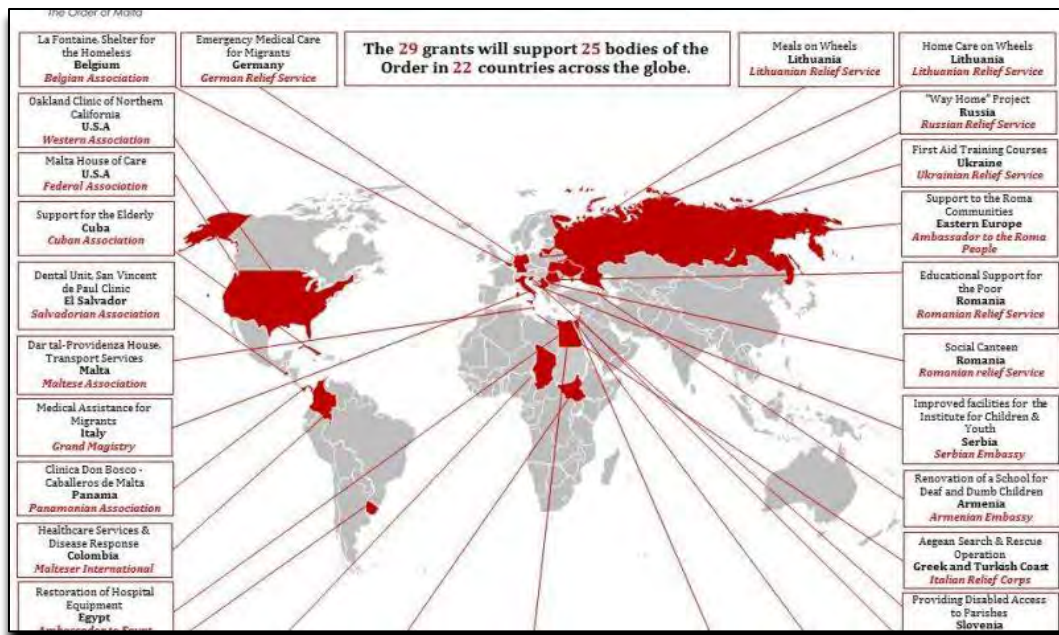 The Order of Malta
La Fontaine, Shelter for
the Homeless
Belgium
Belgian Association
Emergency Medical Care
for Migrants
Germany
German Relief Service
The 29 grants will support 25 bodies of the
Order in 22 countries across the globe.
Meals on Wheels
Lithuania
Lithuanian Relief Service
Home Care on Wheels
Lithuania
Lithuanian Relief Service
Oakland Clinic of Northern
California
U.S.A
Western Association
Malta House of Care
U.S.A
Federal Association
Support for the Elderly
Cuba
Cuban Association
Dental Unit, San Vincent
de Paul Clinic
El Salvador
Salvadorian Association
Dar tal-Providenza House,
Transport Services
Malta
Maltese Association
Medical Assistance for
Migrants
Italy
Grand Magistry
Clinica Don Bosco -
Caballeros de Malta
Panama
Panamanian Association
Healthcare Services &
Disease Response
Colombia
Malteser International
Restoration of Hospital
Equipment
Egypt
Ambassador to Egypt
"Way Home" Project
Russia
Russian Relief Service
First Aid Training Courses
Ukraine
Ukrainian Relief Service
Support to the Roma
Communities
Eastern Europe
Ambassador to the Roma
People
Educational Support for
the Poor
Romania
Romanian Relief Service
Social Canteen
Romania
Romanian relief Service
Improved facilities for the
Institute for Children &
Youth
Serbia
Serbian Embassy
Renovation of a School for
Deaf and Dumb Children
Armenia
Armenian Embassy
Aegean Search & Rescue
Operation
Greek and Turkish Coast
Italian Relief Corps
Providing Disabled Access
to Parishes
Slovenia